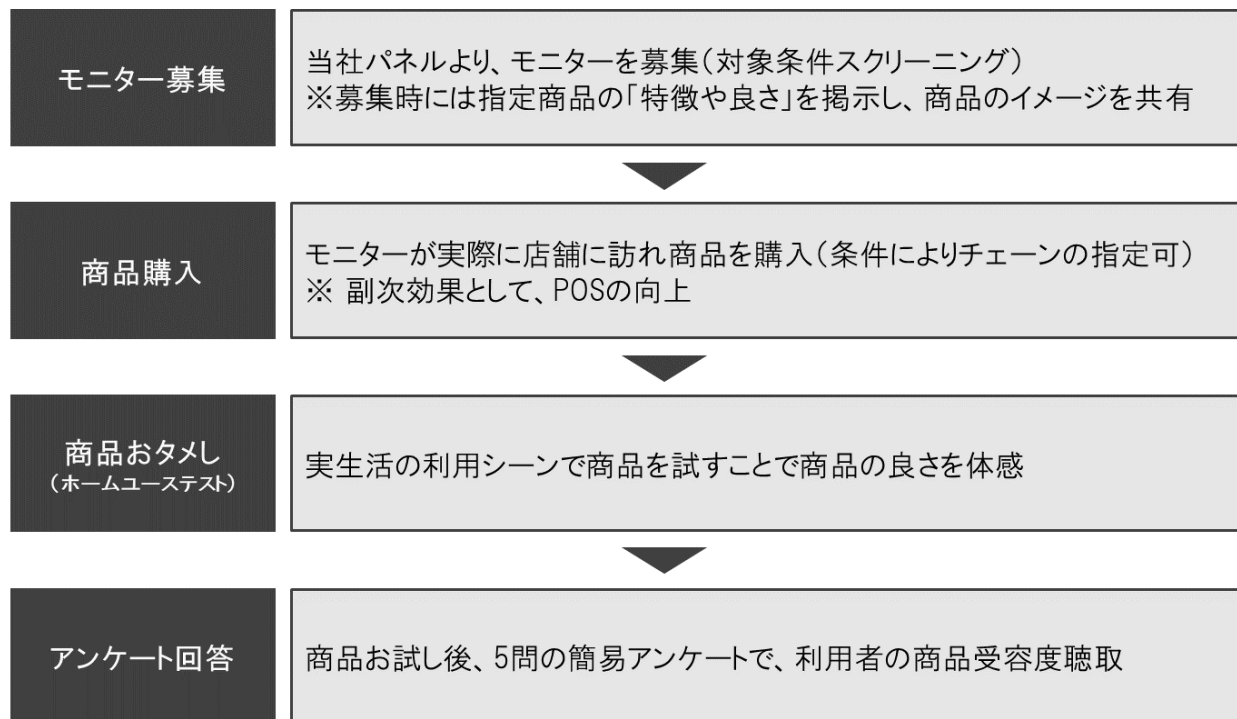 モニター募集
当社パネルより、モニターを募集（対象条件スクリーニング）
※募集時には指定商品の「特徴や良さ」を掲示し、商品のイメージを共有
商品購入
モニターが実際に店舗に訪れ商品を購入（条件によりチェーンの指定可）
※ 副次効果として、POSの向上
商品おタメし
（ホームユーステスト）
実生活の利用シーンで商品を試すことで商品の良さを体感
アンケート回答
商品お試し後、5問の簡易アンケートで、利用者の商品受容度聴取